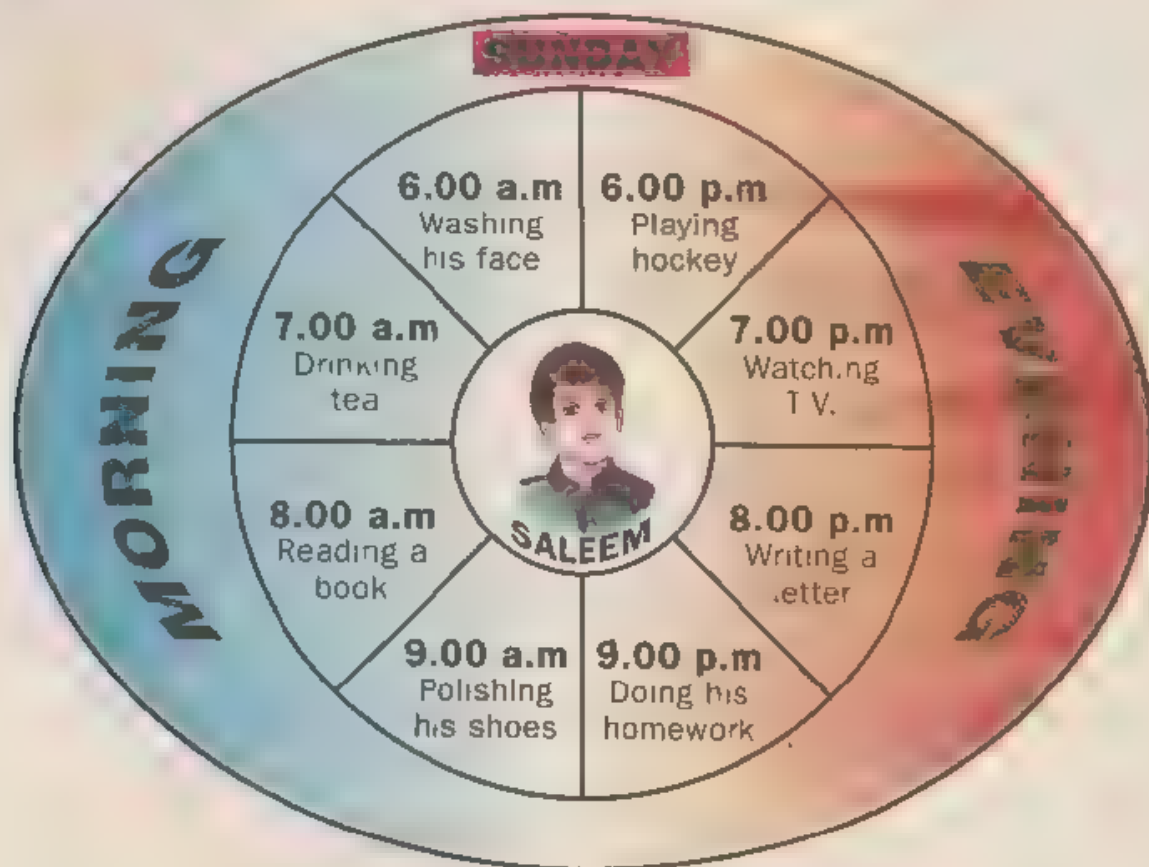 SUNDAY
MORNING
6.00 a.m
Washing
his face
7.00 a.m
Drinking
tea
8.00 a.m
Reading a
book
9.00 a.m
Polishing
his shoes
SALEEM
EVENING
6.00 p.m
Playing
hockey
7.00 p.m
Watching
T.V.
8.00 p.m
Writing a
letter
9.00 p.m
Doing his
homework